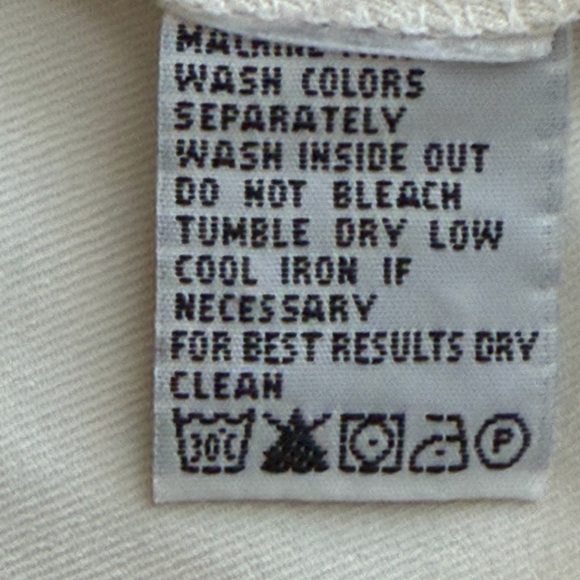 MACHINE
WASH COLORS
SEPARATELY
WASH INSIDE OUT
DO NOT BLEACH
TUMBLE DRY LOW
COOL IRON IF
NECESSARY
FOR BEST RESULTS DRY
CLEAN
30°C P